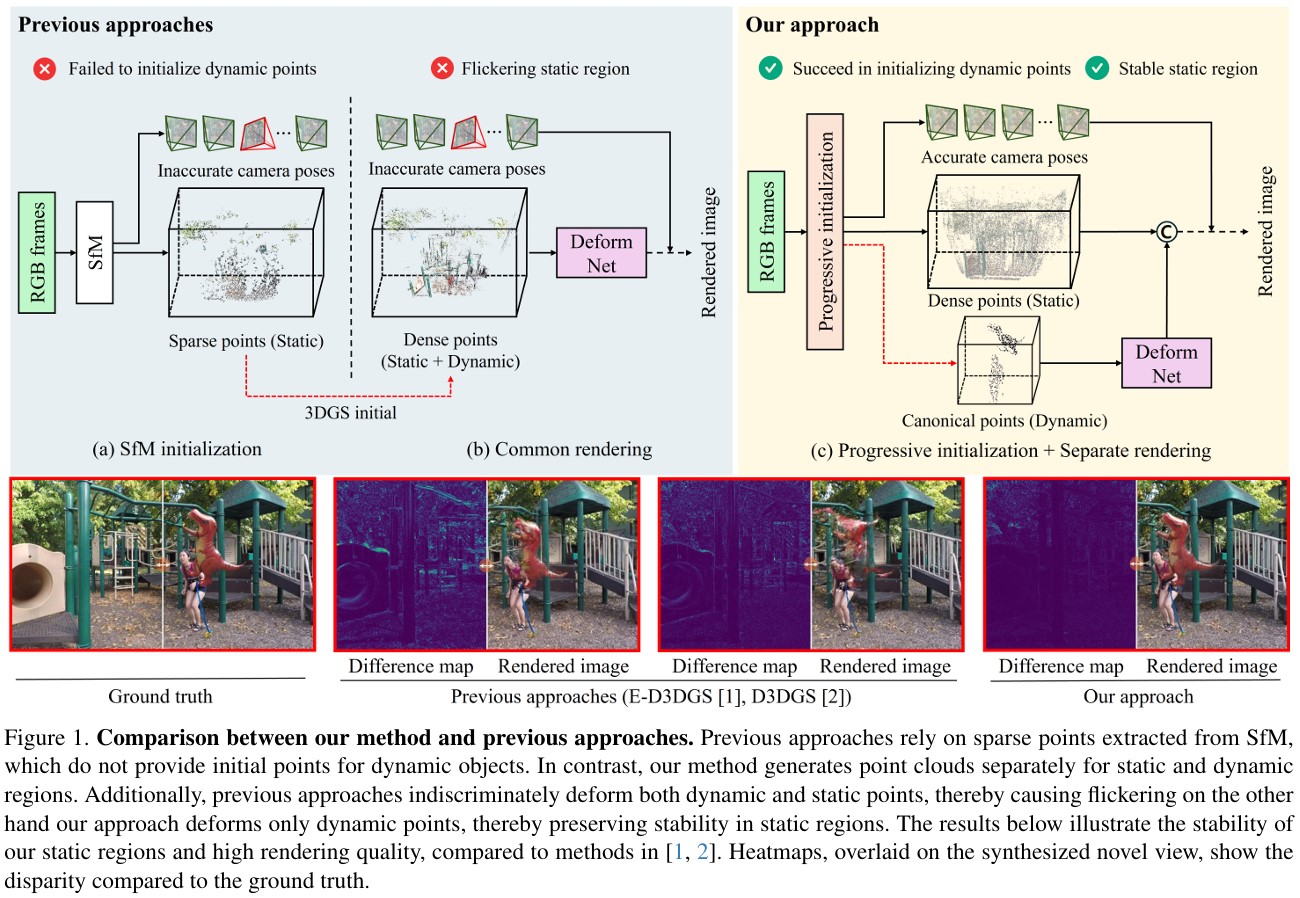 Previous approaches
Failed to initialize dynamic points
Flickering static region
Inaccurate camera poses
Inaccurate camera poses
RGB frames
SfM
Deform
Net
Rendered image
Sparse points (Static)
Dense points
(Static + Dynamic)
3DGS initial
(a) SfM initialization
(b) Common rendering
Our approach
Succeed in initializing dynamic points
Stable static region
Accurate camera poses
RGB frames
Progressive initialization
C
Rendered image
Dense points (Static)
Deform
Net
Canonical points (Dynamic)
(c) Progressive initialization + Separate rendering
Difference map
Rendered image
Difference map
Rendered image
Difference map
Rendered image
Ground truth
Previous approaches (E-D3DGS [1], D3DGS [2])
Our approach
Figure 1. Comparison between our method and previous approaches. Previous approaches rely on sparse points extracted from SfM,
which do not provide initial points for dynamic objects. In contrast, our method generates point clouds separately for static and dynamic
regions. Additionally, previous approaches indiscriminately deform both dynamic and static points, thereby causing flickering on the other
hand our approach deforms only dynamic points, thereby preserving stability in static regions. The results below illustrate the stability of
our static regions and high rendering quality, compared to methods in [1, 2]. Heatmaps, overlaid on the synthesized novel view, show the
disparity compared to the ground truth.